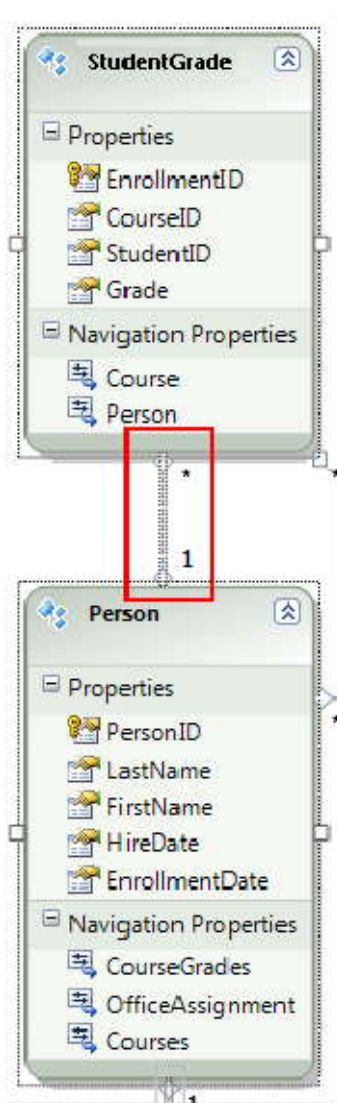 StudentGrade
Properties
EnrollmentID
CourseID
StudentID
Grade
Navigation Properties
Course
Person
*
*
1
Person
Properties
*
PersonID
LastName
FirstName
HireDate
EnrollmentDate
Navigation Properties
CourseGrades
OfficeAssignment
Courses
1